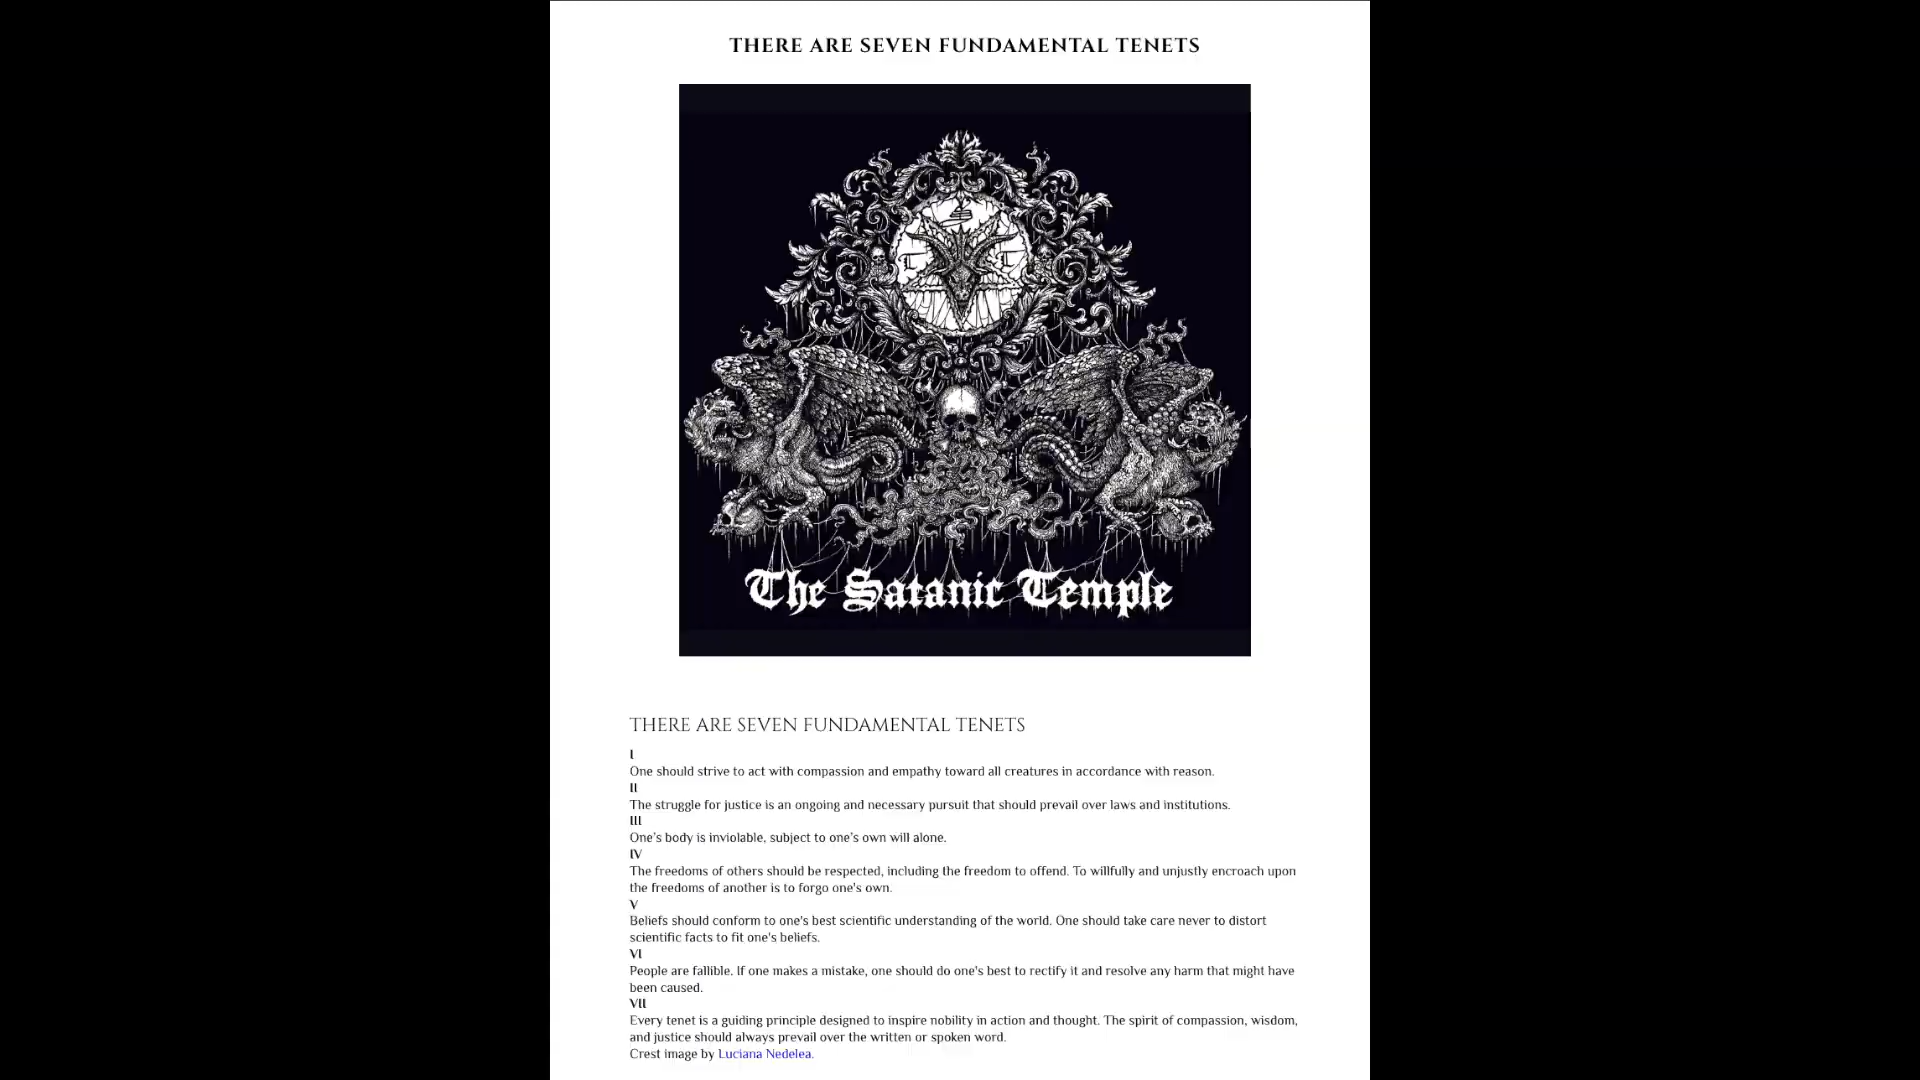 THERE ARE SEVEN FUNDAMENTAL TENETS
The Satanic Temple
THERE ARE SEVEN FUNDAMENTAL TENETS
I
One should strive to act with compassion and empathy toward all creatures in accordance with reason.
II
The struggle for justice is an ongoing and necessary pursuit that should prevail over laws and institutions.
III
One’s body is inviolable, subject to one’s own will alone.
IV
The freedoms of others should be respected, including the freedom to offend. To willfully and unjustly encroach upon
the freedoms of another is to forgo one's own.
V
Beliefs should conform to one's best scientific understanding of the world. One should take care never to distort
scientific facts to fit one's beliefs.
VI
People are fallible. If one makes a mistake, one should do one's best to rectify it and resolve any harm that might have
been caused.
VII
Every tenet is a guiding principle designed to inspire nobility in action and thought. The spirit of compassion, wisdom,
and justice should always prevail over the written or spoken word.
Crest image by Luciana Nedelea.